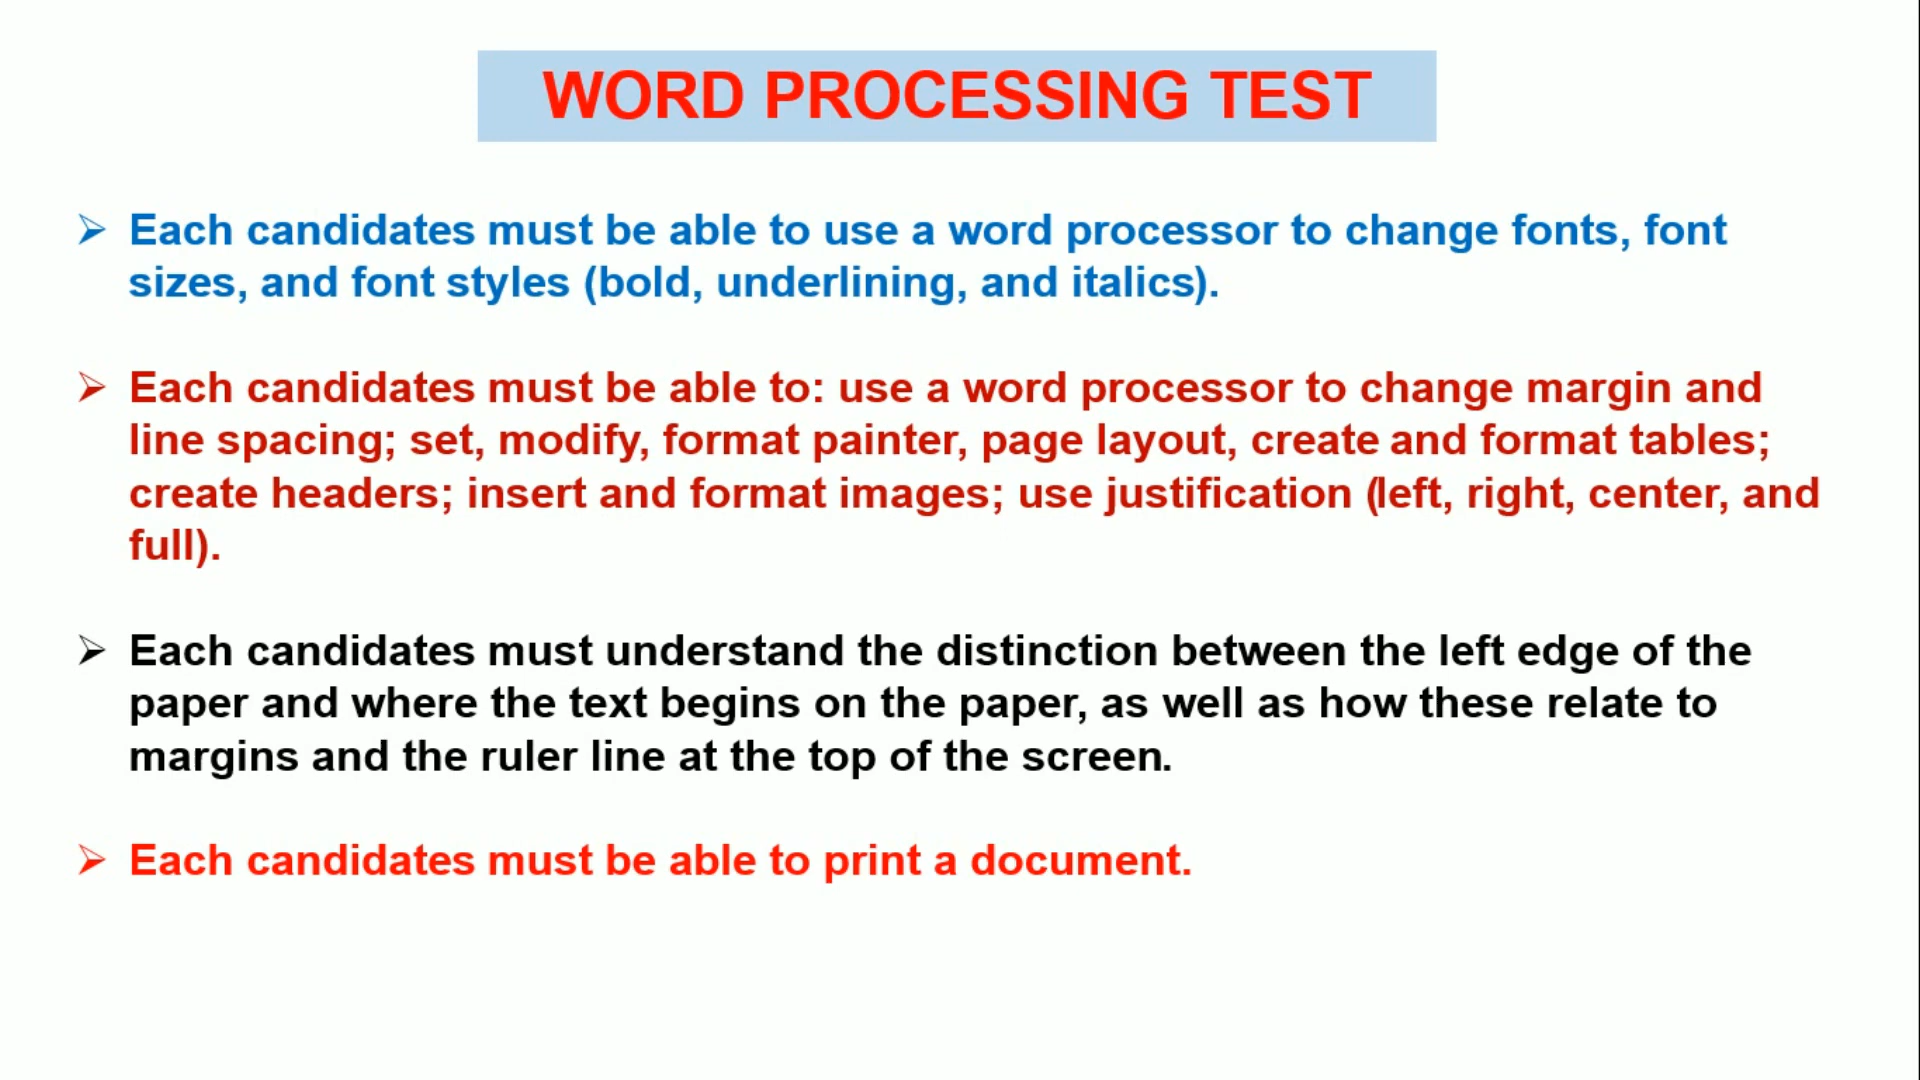 WORD PROCESSING TEST
➢ Each candidates must be able to use a word processor to change fonts, font
sizes, and font styles (bold, underlining, and italics).
➢ Each candidates must be able to: use a word processor to change margin and
line spacing; set, modify, format painter, page layout, create and format tables;
create headers; insert and format images; use justification (left, right, center, and
full).
➢ Each candidates must understand the distinction between the left edge of the
paper and where the text begins on the paper, as well as how these relate to
margins and the ruler line at the top of the screen.
➢ Each candidates must be able to print a document.